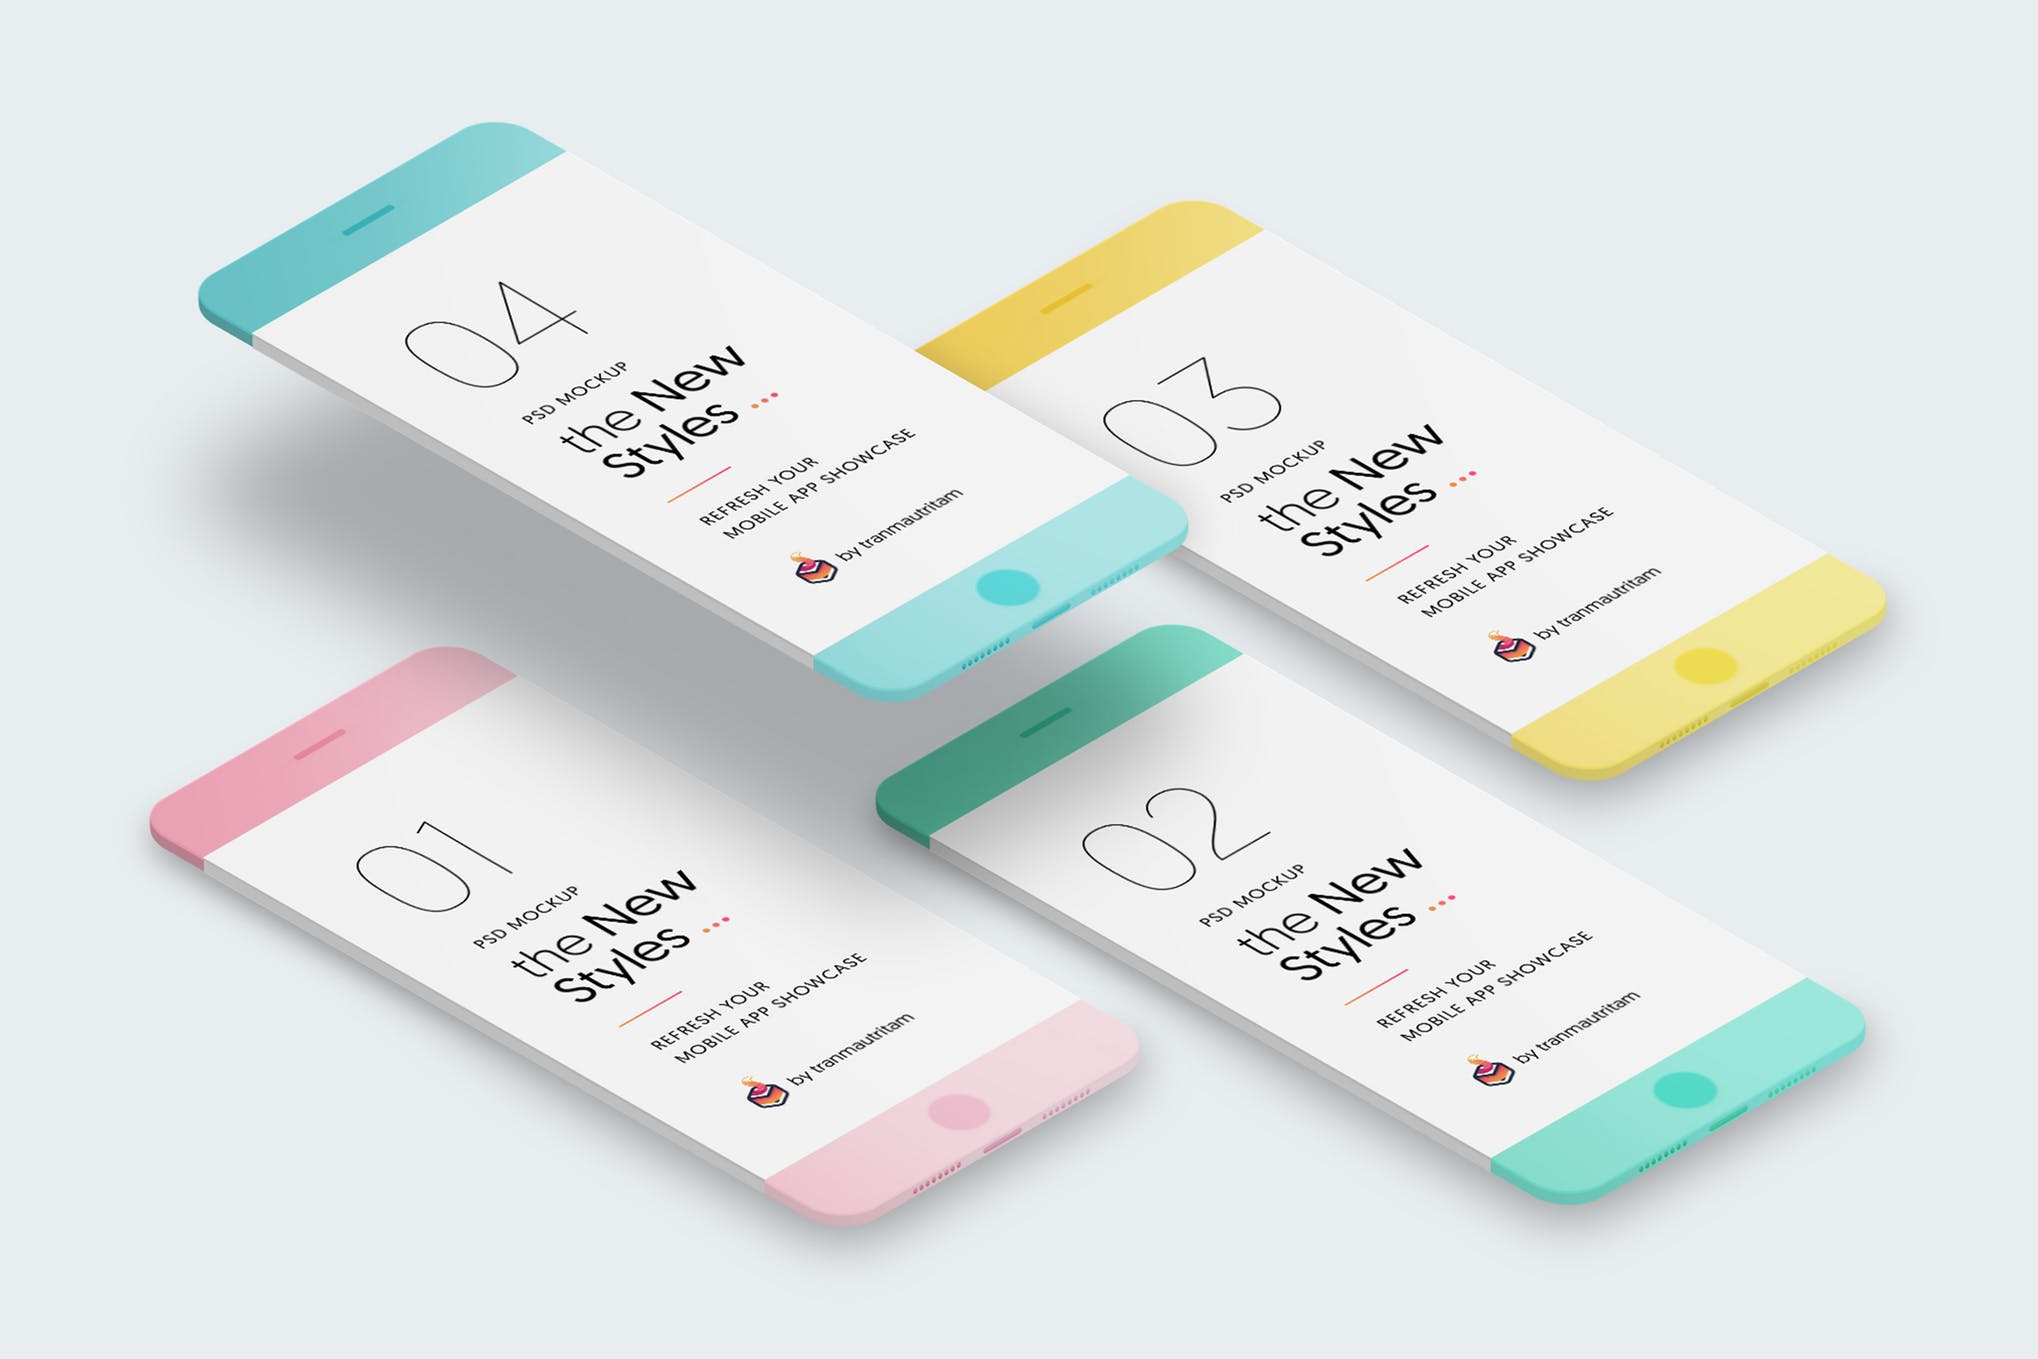 04
PSD MOCKUP
the New
Styles ...
REFRESH YOUR
MOBILE APP SHOWCASE
by tranmautritam
03
PSD MOCKUP
the New
Styles ...
REFRESH YOUR
MOBILE APP SHOWCASE
by tranmautritam
01
PSD MOCKUP
the New
Styles ...
REFRESH YOUR
MOBILE APP SHOWCASE
by tranmautritam
02
PSD MOCKUP
the New
Styles ...
REFRESH YOUR
MOBILE APP SHOWCASE
by tranmautritam